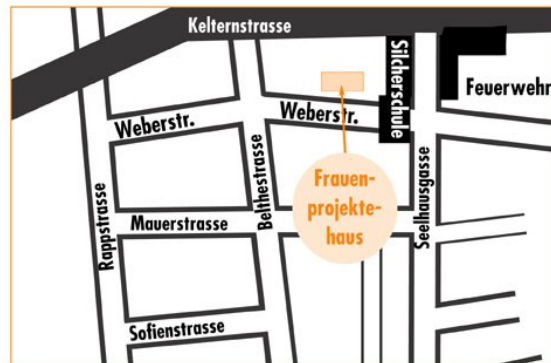 Kelternstrasse
Silcherschule
Feuerwehr
Weberstr.
Weberstr.
Frauen-
projekte-
haus
Belthestrasse
Seelhausgasse
Mauerstrasse
Rappstrasse
Sofienstrasse